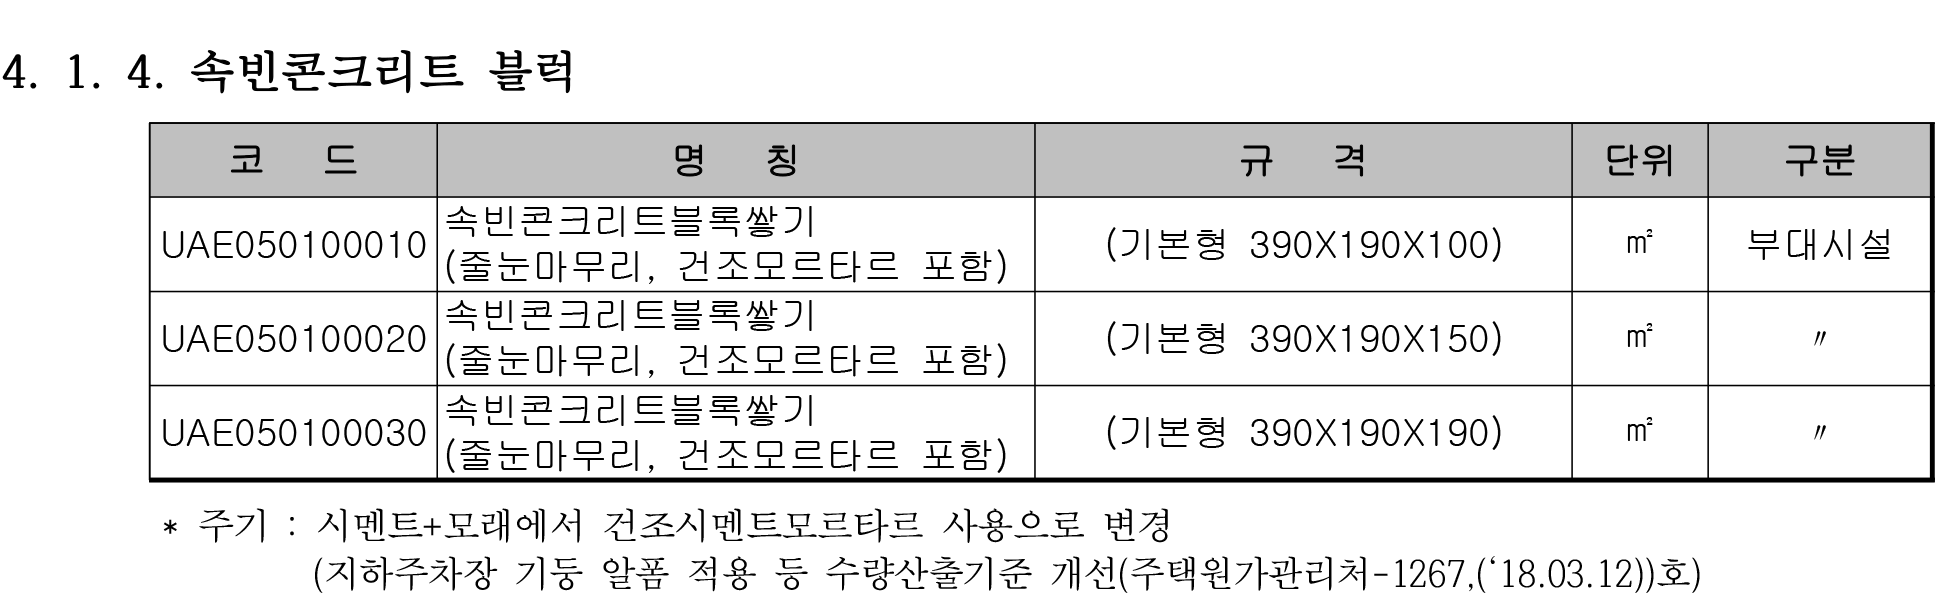 4. 1. 4. 속빈콘크리트 블럭
코 드 명 칭 규 격 단위 구분
UAE050100010 속빈콘크리트블록쌓기 (줄눈마무리, 건조모르타르 포함) (기본형 390X190X100) ㎡ 부대시설
UAE050100020 속빈콘크리트블록쌓기 (줄눈마무리, 건조모르타르 포함) (기본형 390X190X150) ㎡ 〃
UAE050100030 속빈콘크리트블록쌓기 (줄눈마무리, 건조모르타르 포함) (기본형 390X190X190) ㎡ 〃
* 주기 : 시멘트+모래에서 건조시멘트모르타르 사용으로 변경
(지하주차장 기둥 알폼 적용 등 수량산출기준 개선(주택원가관리처-1267,(‘18.03.12))호)